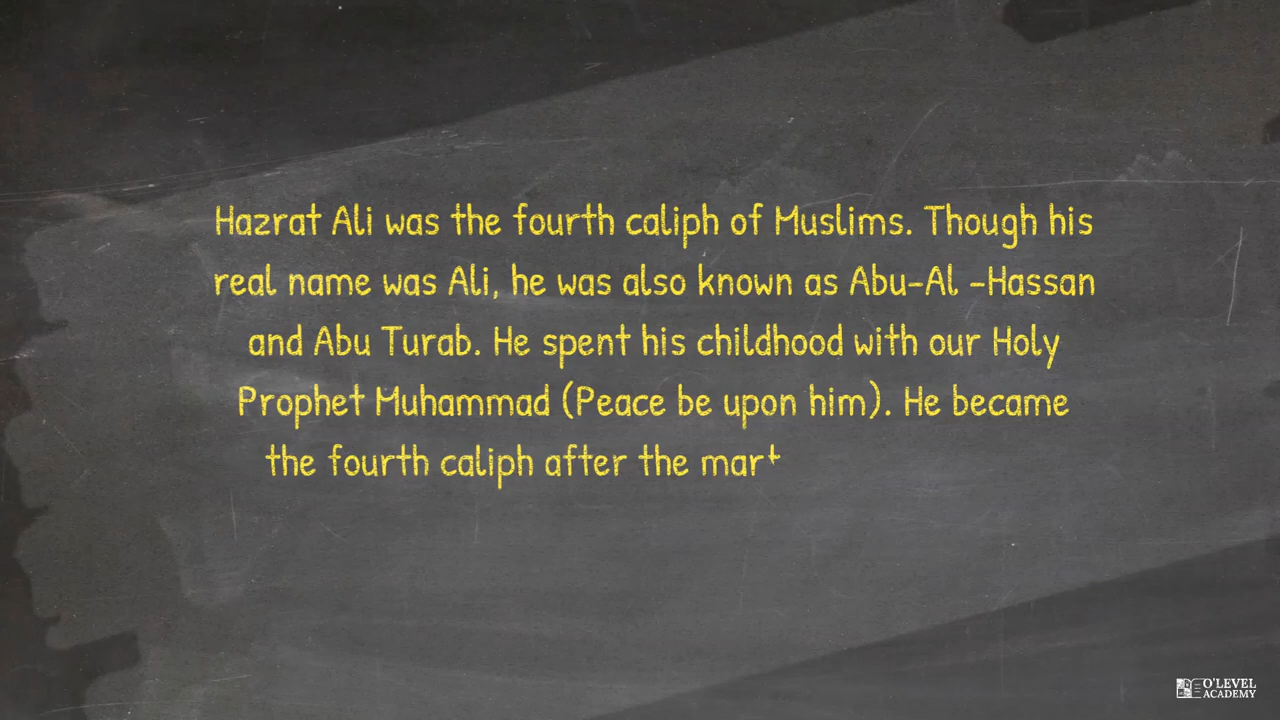 Hazrat Ali was the fourth caliph of Muslims. Though his
real name was Ali, he was also known as Abu-Al -Hassan
and Abu Turab. He spent his childhood with our Holy
Prophet Muhammad (Peace be upon him). He became
the fourth caliph after the mart
O'LEVEL
ACADEMY